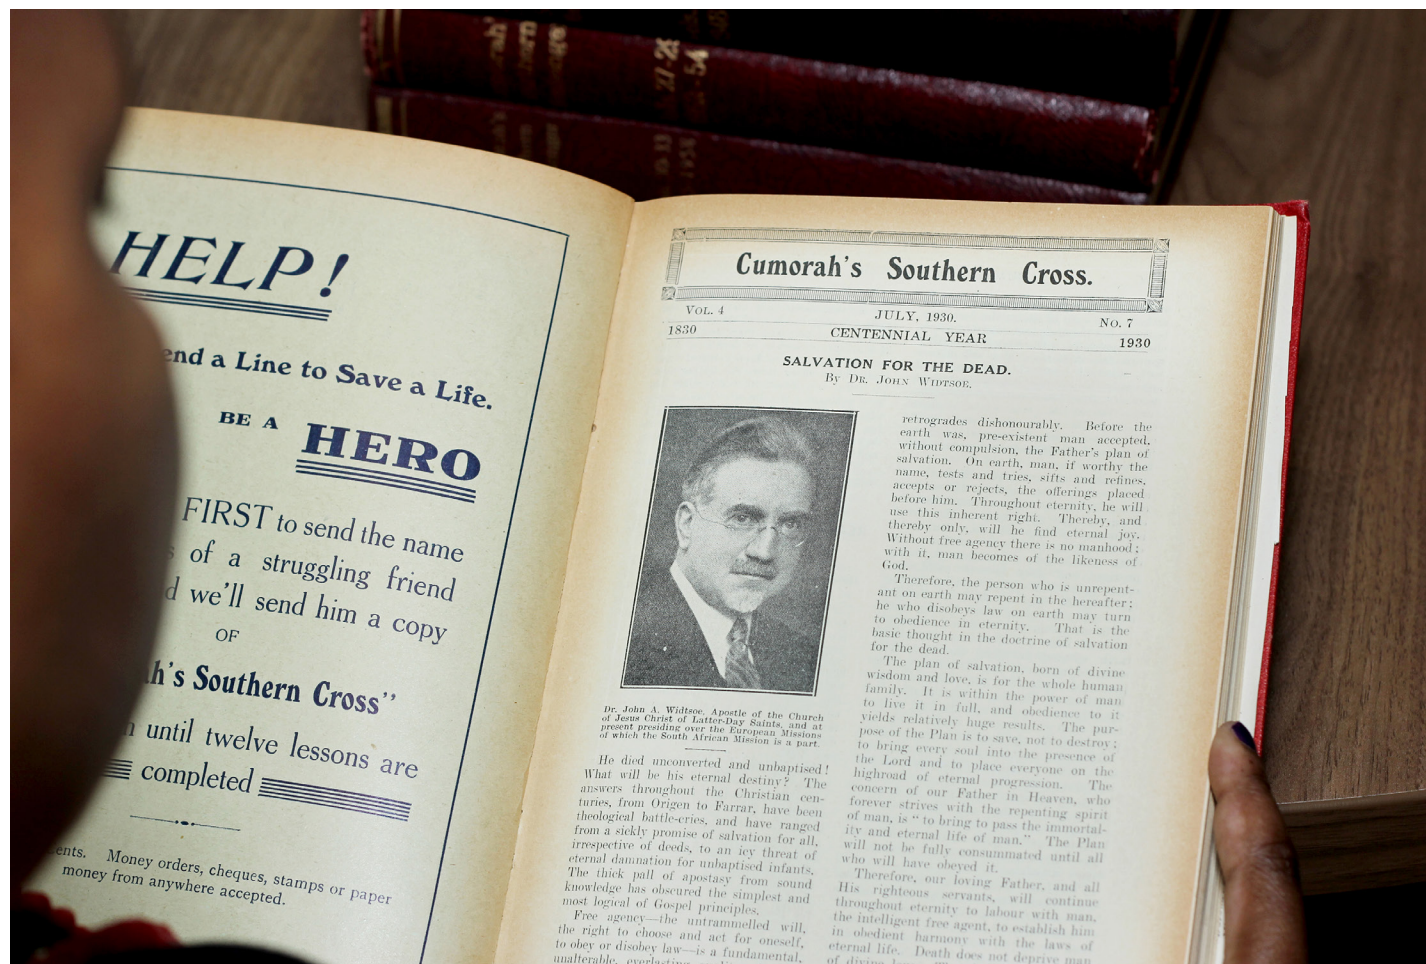 HELP!
a Line to Save a Life.
BE A
HERO
FIRST to send the name
of a struggling friend
we'll send him a copy
OF
Southern Cross"
until twelve lessons are
completed
Money orders, cheques, stamps or paper
money from anywhere accepted.
Cumorah's Southern Cross.
VOL. 4 JULY, 1930. No. 7
1830 CENTENNIAL YEAR 1930
SALVATION FOR THE DEAD.
By DR. JOHN WIDTSOE.
Dr. John A. Widtsoe, Apostle of the Church
of Jesus Christ of Latter-Day Saints, and at
present presiding over the European Missions
of which the South African Mission is a part.
He died unconverted and unbaptised!
What will be his eternal destiny? The
answers throughout the Christian cen-
turies, from Origen to Farrar, have been
theological battle-cries, and have ranged
from a sickly promise of salvation for all,
irrespective of deeds, to an icy threat of
eternal damnation for unbaptised infants.
The thick pall of apostasy from sound
knowledge has obscured the simplest and
most logical of Gospel principles.
Free agency—the untrammelled will,
the right to choose and act for oneself,
to obey or disobey law—is a fundamental,
unalterable,
retrogrades dishonourably. Before the
earth was, pre-existent man accepted,
without compulsion, the Father's plan of
salvation. On earth, man, if worthy the
name, tests and tries, sifts and refines,
accepts or rejects, the offerings placed
before him. Throughout eternity, he will
use this inherent right. Thereby, and
thereby only, will he find eternal joy.
Without free agency there is no manhood;
with it, man becomes of the likeness of
God.
Therefore, the person who is unrepent-
ant on earth may repent in the hereafter;
he who disobeys law on earth may turn
to obedience in eternity. That is the
basic thought in the doctrine of salvation
for the dead.
The plan of salvation, born of divine
wisdom and love, is for the whole human
family. It is within the power of man
to live it in full, and obedience to it
yields relatively huge results. The pur-
pose of the Plan is to save, not to destroy;
to bring every soul into the presence of
the Lord and to place everyone on the
highroad of eternal progression. The
concern of our Father in Heaven, who
forever strives with the repenting spirit
of man, is "to bring to pass the immortal-
ity and eternal life of man." The Plan
will not be fully consummated until all
who will have obeyed it.
Therefore, our loving Father, and all
His righteous servants, will continue
throughout eternity to labour with man,
the intelligent free agent, to establish him
in obedient harmony with the laws of
eternal life. Death does not deprive man